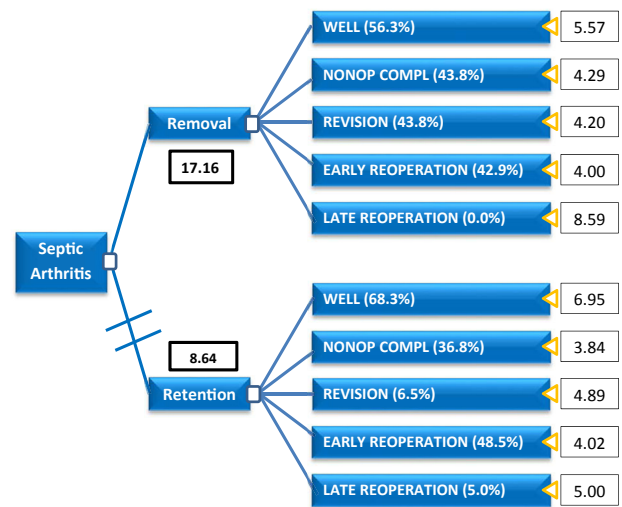 WELL (56.3%)
5.57
NONOP COMPL (43.8%)
4.29
Removal
REVISION (43.8%)
4.20
17.16
EARLY REOPERATION (42.9%)
4.00
LATE REOPERATION (0.0%)
8.59
Septic
Arthritis
WELL (68.3%)
6.95
8.64
NONOP COMPL (36.8%)
3.84
Retention
REVISION (6.5%)
4.89
EARLY REOPERATION (48.5%)
4.02
LATE REOPERATION (5.0%)
5.00